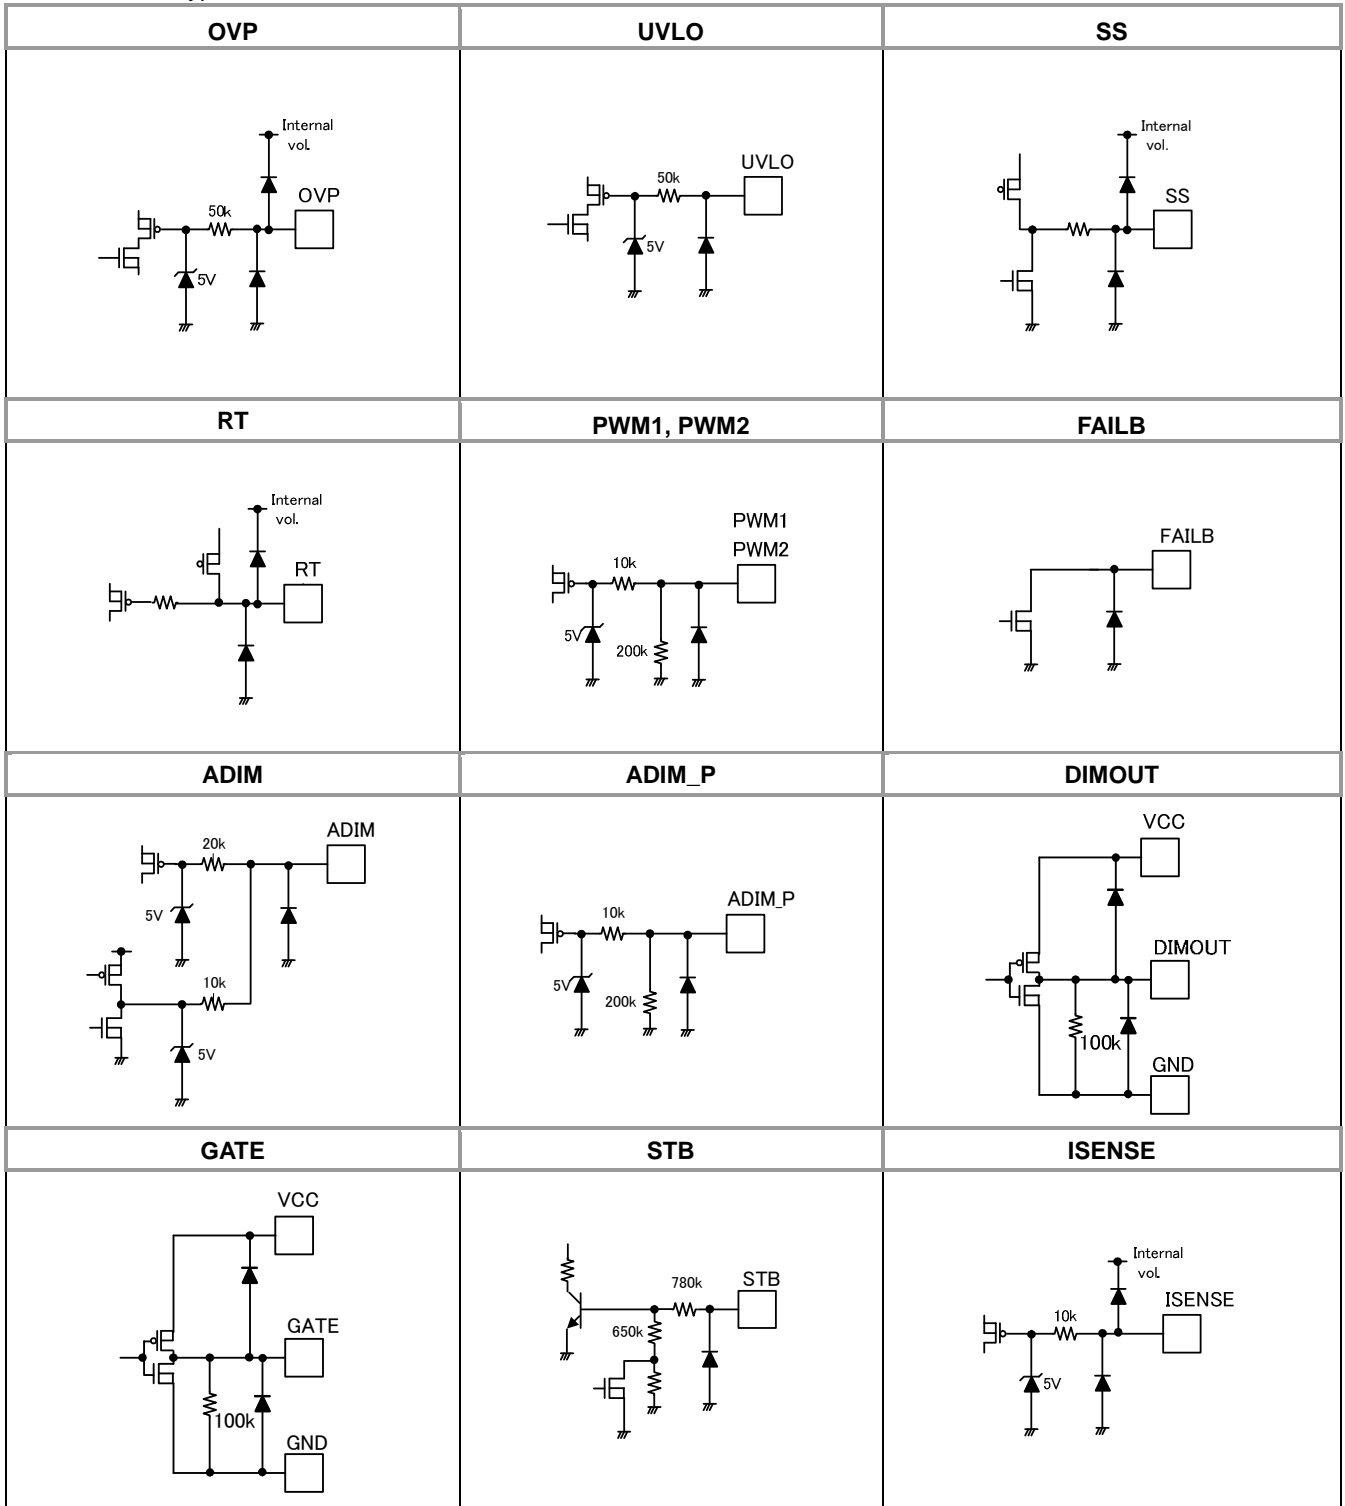 OVP UVLO SS
Internal
vol.
OVP
50k
5V
UVLO
50k
5V
Internal
vol.
SS
RT PWM1, PWM2 FAILB
Internal
vol.
RT
PWM1
PWM2
10k
5V
200k
FAILB
ADIM ADIM_P DIMOUT
ADIM
20k
5V
10k
5V
ADIM_P
10k
5V
200k
VCC
DIMOUT
100k
GND
GATE STB ISENSE
VCC
GATE
100k
GND
STB
780k
650k
Internal
vol.
ISENSE
10k
5V